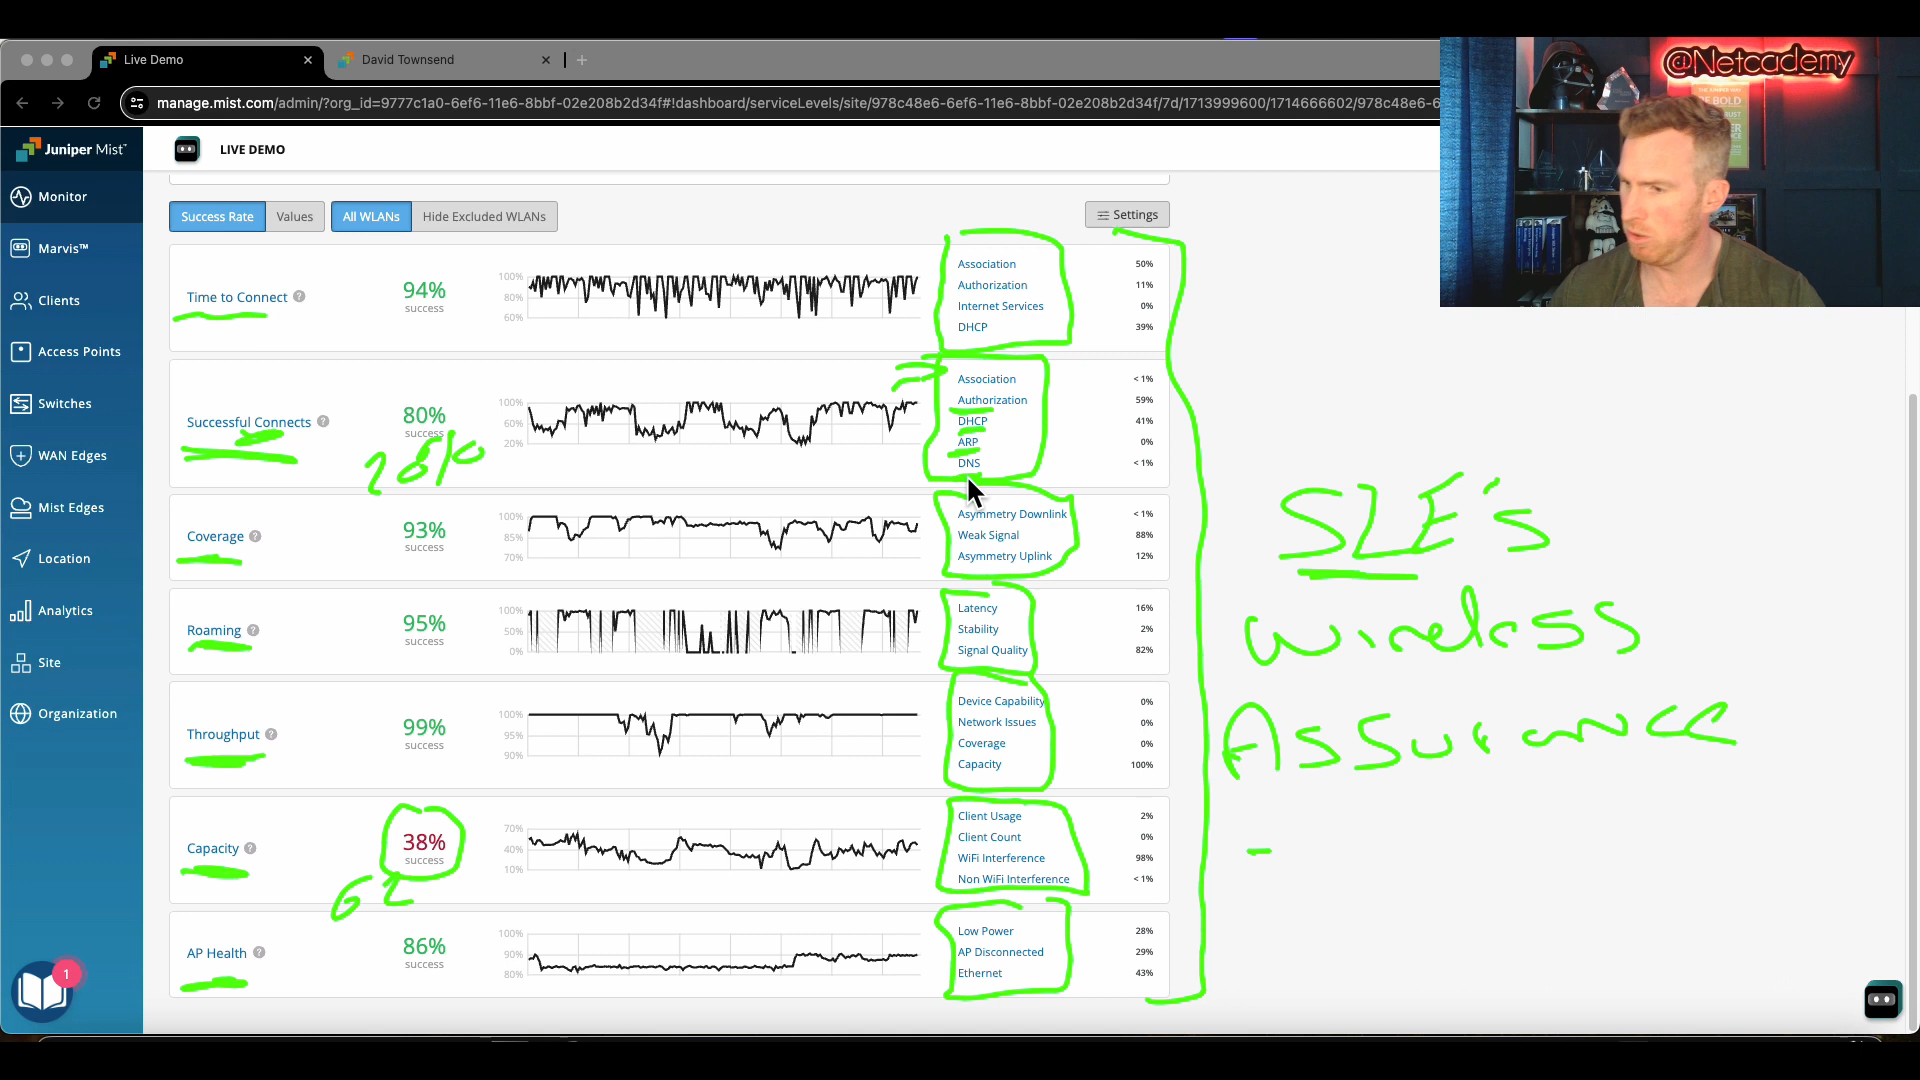 Live Demo
David Townsend
@Netcademy
manage.mist.com/admin/?org_id=9777c1a0-6ef6-11e6-8bbf-02e208b2d34f#!dashboard/serviceLevels/site/978c48e6-6ef6-11e6-8bbf-02e208b2d34f/7d/1713999600/1714666602/978c48e6-6
Juniper Mist
LIVE DEMO
Monitor
Marvis™
Clients
Access Points
Switches
WAN Edges
Mist Edges
Location
Analytics
Site
Organization
1
Success Rate Values All WLANs Hide Excluded WLANs Settings
Time to Connect ?
94%
success
100%
80%
60%
Association 50%
Authorization 11%
Internet Services 0%
DHCP 39%
Successful Connects ?
80%
success
100%
60%
20%
Association < 1%
Authorization 59%
DHCP 41%
ARP 0%
DNS < 1%
Coverage ?
93%
success
100%
85%
70%
Asymmetry Downlink < 1%
Weak Signal 88%
Asymmetry Uplink 12%
Roaming ?
95%
success
100%
50%
0%
Latency 16%
Stability 2%
Signal Quality 82%
Throughput ?
99%
success
100%
95%
90%
Device Capability 0%
Network Issues 0%
Coverage 0%
Capacity 100%
Capacity ?
38%
success
62
70%
40%
10%
Client Usage 2%
Client Count 0%
WiFi Interference 98%
Non WiFi Interference < 1%
AP Health ?
86%
success
100%
90%
80%
Low Power 28%
AP Disconnected 29%
Ethernet 43%
SLE's
Wireless
Assurance
-